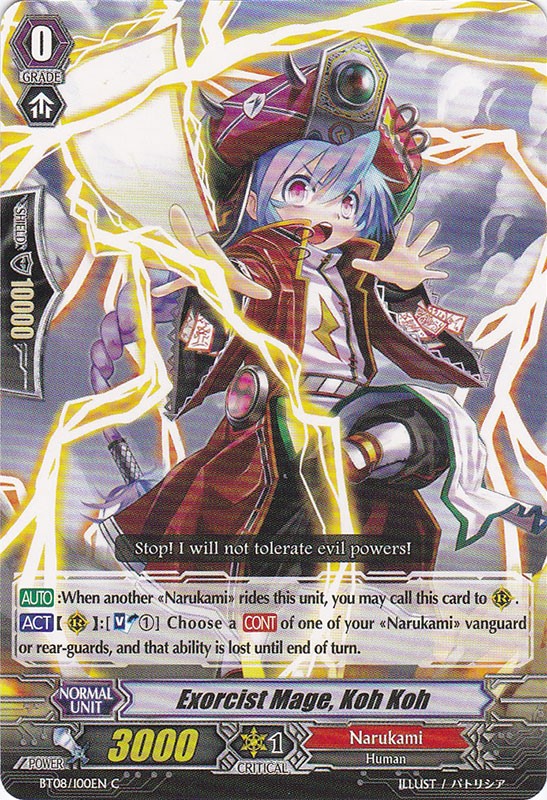 0
GRADE
SHIELD
10000
Stop! I will not tolerate evil powers!
AUTO :When another «Narukami» rides this unit, you may call this card to Ⓡ .
ACT 【 Ⓡ 】:[ V ①] Choose a CONT of one of your «Narukami» vanguard
or rear-guards, and that ability is lost until end of turn.
NORMAL
UNIT
Exorcist Mage, Koh Koh
POWER
3000
1
CRITICAL
Narukami
Human
BT08/100EN C
ILLUST / パトリシア